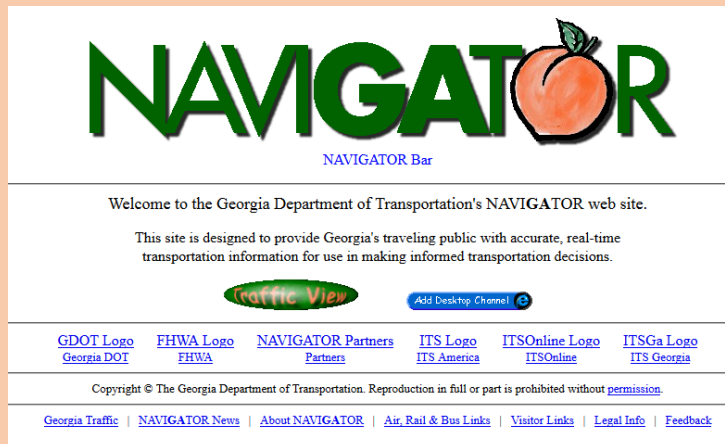 NAVIGATOR
NAVIGATOR Bar
Welcome to the Georgia Department of Transportation's NAVIGATOR web site.
This site is designed to provide Georgia's traveling public with accurate, real-time
transportation information for use in making informed transportation decisions.
Traffic View Add Desktop Channel
GDOT Logo FHWA Logo NAVIGATOR Partners ITS Logo ITSOnline Logo ITSGa Logo
Georgia DOT FHWA Partners ITS America ITSOnline ITS Georgia
Copyright © The Georgia Department of Transportation. Reproduction in full or part is prohibited without permission.
Georgia Traffic | NAVIGATOR News | About NAVIGATOR | Air, Rail & Bus Links | Visitor Links | Legal Info | Feedback